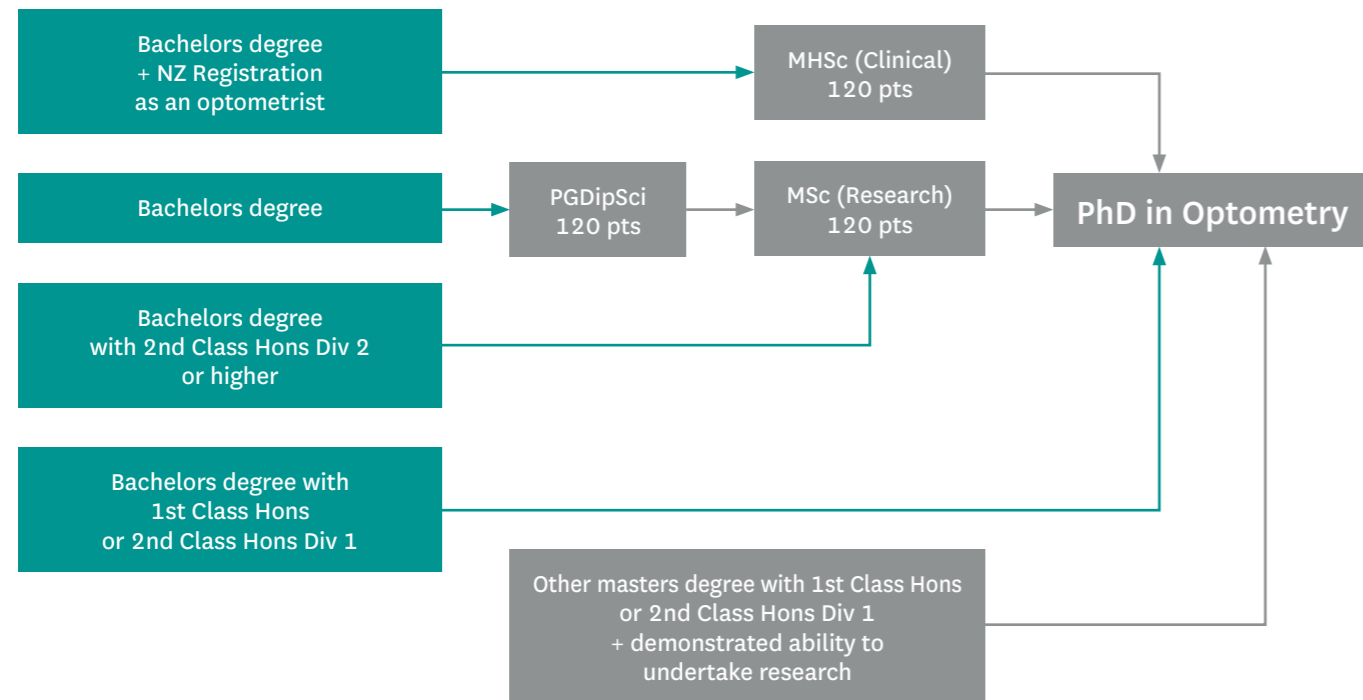 Bachelors degree
+ NZ Registration
as an optometrist
MHSc (Clinical)
120 pts
Bachelors degree
PGDipSci
120 pts
MSc (Research)
120 pts
PhD in Optometry
Bachelors degree
with 2nd Class Hons Div 2
or higher
Bachelors degree with
1st Class Hons
or 2nd Class Hons Div 1
Other masters degree with 1st Class Hons
or 2nd Class Hons Div 1
+ demonstrated ability to
undertake research